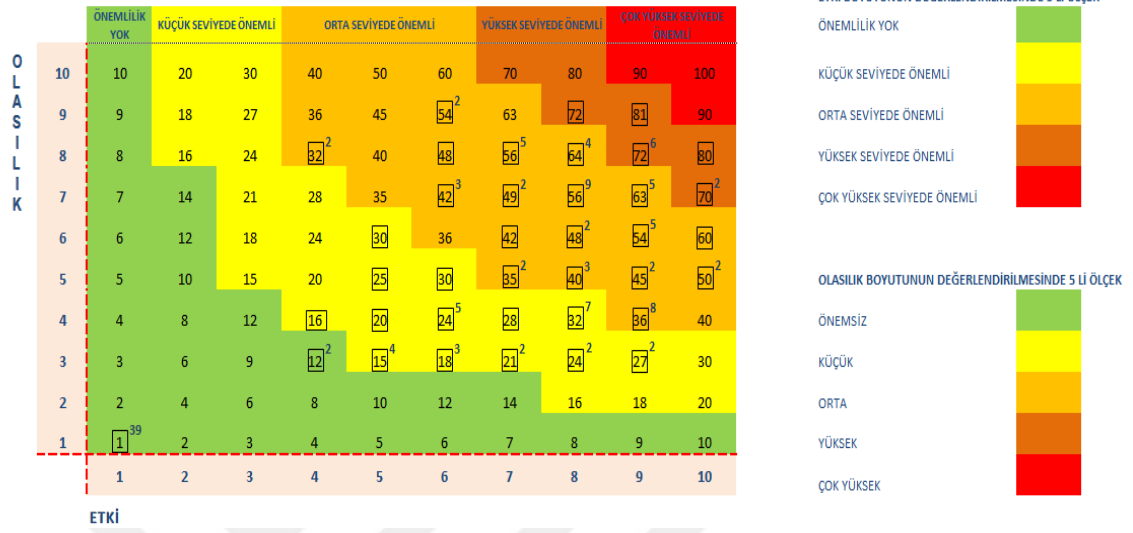 ÖNEMLİLİK YOK KÜÇÜK SEVİYEDE ÖNEMLİ ORTA SEVİYEDE ÖNEMLİ YÜKSEK SEVİYEDE ÖNEMLİ ÇOK YÜKSEK SEVİYEDE ÖNEMLİ
OLASILIK
10 10 20 30 40 50 60 70 80 90 100
9 9 18 27 36 45 54 2 63 72 81 90
8 8 16 24 32 2 40 48 56 5 64 4 72 6 80
7 7 14 21 28 35 42 3 49 2 56 9 63 5 70 2
6 6 12 18 24 30 36 42 48 2 54 5 60
5 5 10 15 20 25 30 35 2 40 3 45 2 50 2
4 4 8 12 16 20 24 5 28 32 7 36 8 40
3 3 6 9 12 2 15 4 18 3 21 2 24 2 27 2 30
2 2 4 6 8 10 12 14 16 18 20
1 1 39 2 3 4 5 6 7 8 9 10
1 2 3 4 5 6 7 8 9 10
ETKİ
BOYUTUNUN DEĞERLENDİRİLMESİNDE 5 Lİ ÖLÇEK
ÖNEMLİLİK YOK
KÜÇÜK SEVİYEDE ÖNEMLİ
ORTA SEVİYEDE ÖNEMLİ
YÜKSEK SEVİYEDE ÖNEMLİ
ÇOK YÜKSEK SEVİYEDE ÖNEMLİ
OLASILIK BOYUTUNUN DEĞERLENDİRİLMESİNDE 5 Lİ ÖLÇEK
ÖNEMSİZ
KÜÇÜK
ORTA
YÜKSEK
ÇOK YÜKSEK